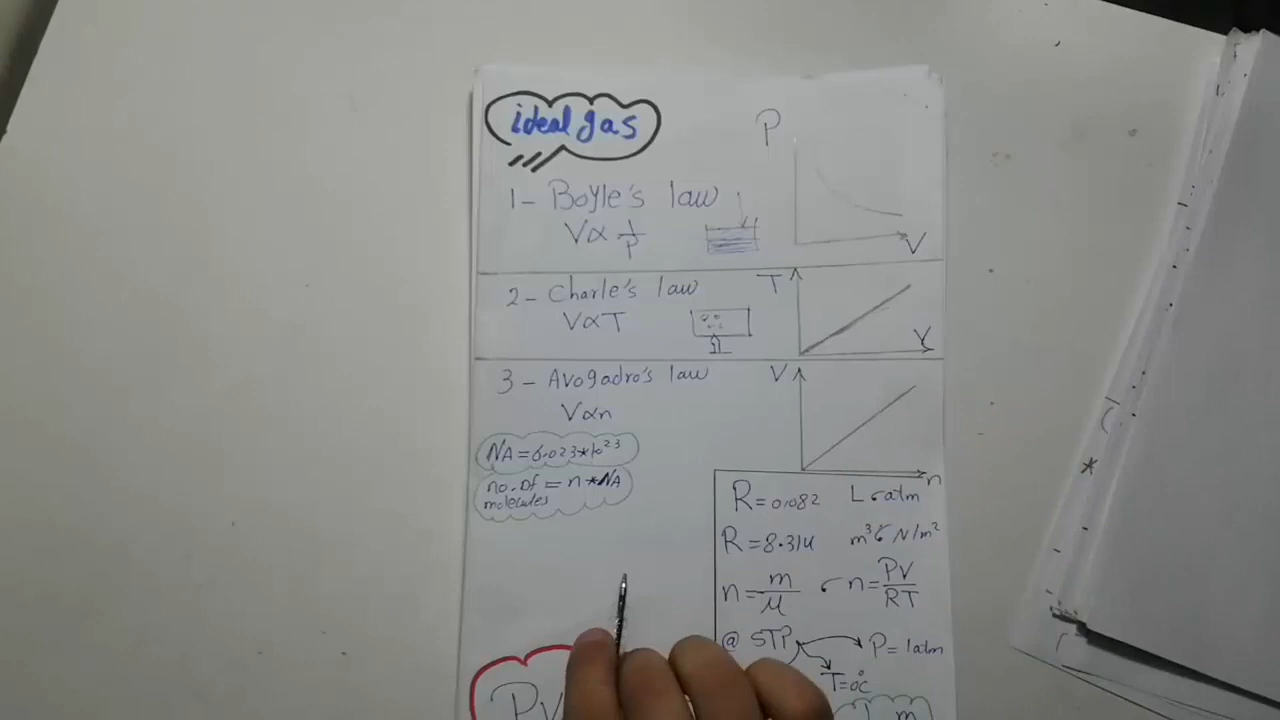 ideal gas
P
1- Boyle's law
V∝ 1/P
V
2- Charle's law
T
V∝T
V
3- Avogadro's law
V
V∝n
n
NA=6.023*10^23
no. of = n*NA
molecules
R=0.082 L , atm
R=8.314 m³ , N/m²
n= m/μ , n= PV/RT
@ STP
P=1atm
T=0°C
PV